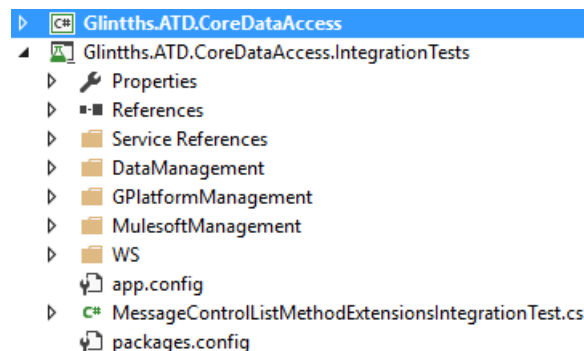 C# Glintths.ATD.CoreDataAccess
Glintths.ATD.CoreDataAccess.IntegrationTests
Properties
References
Service References
DataManagement
GPlatformManagement
MulesoftManagement
WS
app.config
C# MessageControlListMethodExtensionsIntegrationTest.cs
packages.config